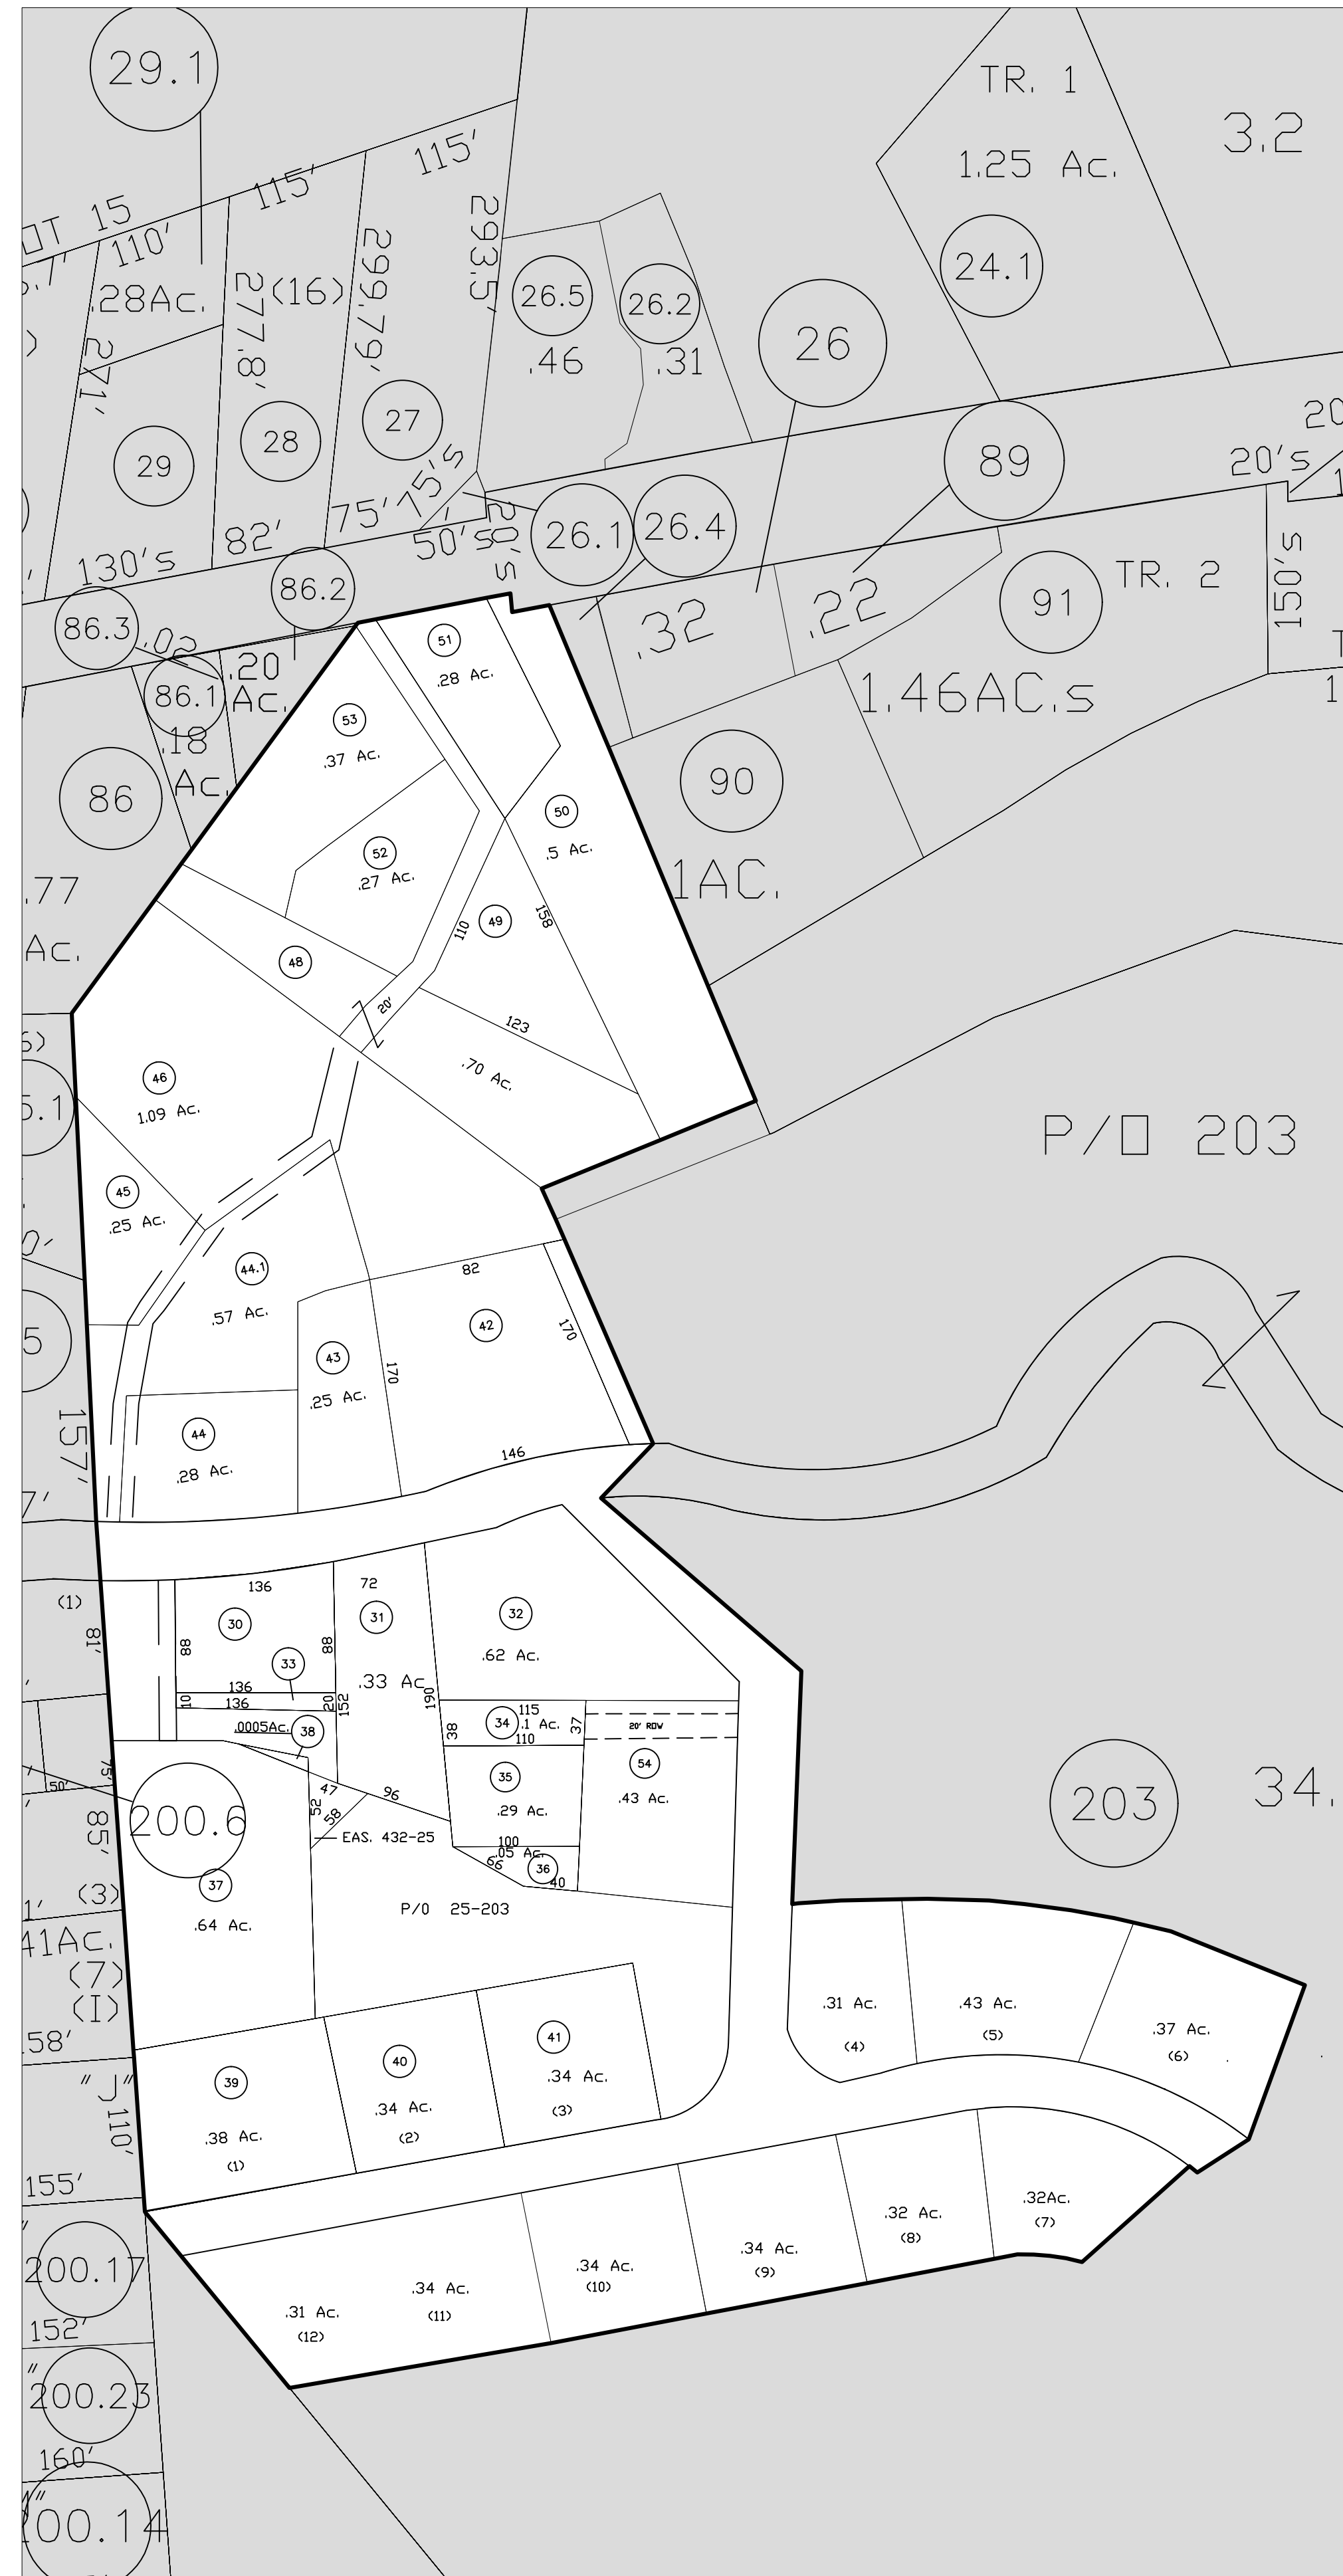 29.1
TR. 1
3.2
1.25 Ac.
115'
115'
OT 15
110'
24.1
.28Ac.
(16)
293.5'
299.79'
277.8'
271'
26.5
26.2
26
.46
.31
27
28
29
89
20'S
75'S
75'
82'
50'S
20'S
130'S
26.1
26.4
86.2
86.3
.02
86.1
.20
Ac.
.18
Ac.
86
.32
.22
91
TR. 2
150'S
1.46AC.S
90
1AC.
.77
Ac.
51
.28 Ac.
53
.37 Ac.
50
.5 Ac.
52
.27 Ac.
49
110
158
48
20'
123
.70 Ac.
46
1.09 Ac.
45
.25 Ac.
P/O 203
44.1
.57 Ac.
82
42
170
43
170
.25 Ac.
44
.28 Ac.
146
157'
(1)
81'
136
72
30
31
32
88
88
.62 Ac.
33
.33 Ac
136
136
10
20
152
190
115
34
.1 Ac.
37
38
110
20' ROW
.0005Ac.
38
35
54
.29 Ac.
.43 Ac.
47
96
52
58
EAS. 432-25
100
.05 Ac.
66
36
40
75'
50'
85'
200.6
37
.64 Ac.
P/O 25-203
203
34.
(3)
41Ac.
(7)
(I)
.31 Ac.
(4)
.43 Ac.
(5)
.37 Ac.
(6)
41
.34 Ac.
(3)
40
.34 Ac.
(2)
39
.38 Ac.
(1)
"J"
110'
155'
.32Ac.
(7)
.32 Ac.
(8)
.34 Ac.
(9)
.34 Ac.
(10)
.34 Ac.
(11)
.31 Ac.
(12)
200.17
152'
200.23
160'
200.14